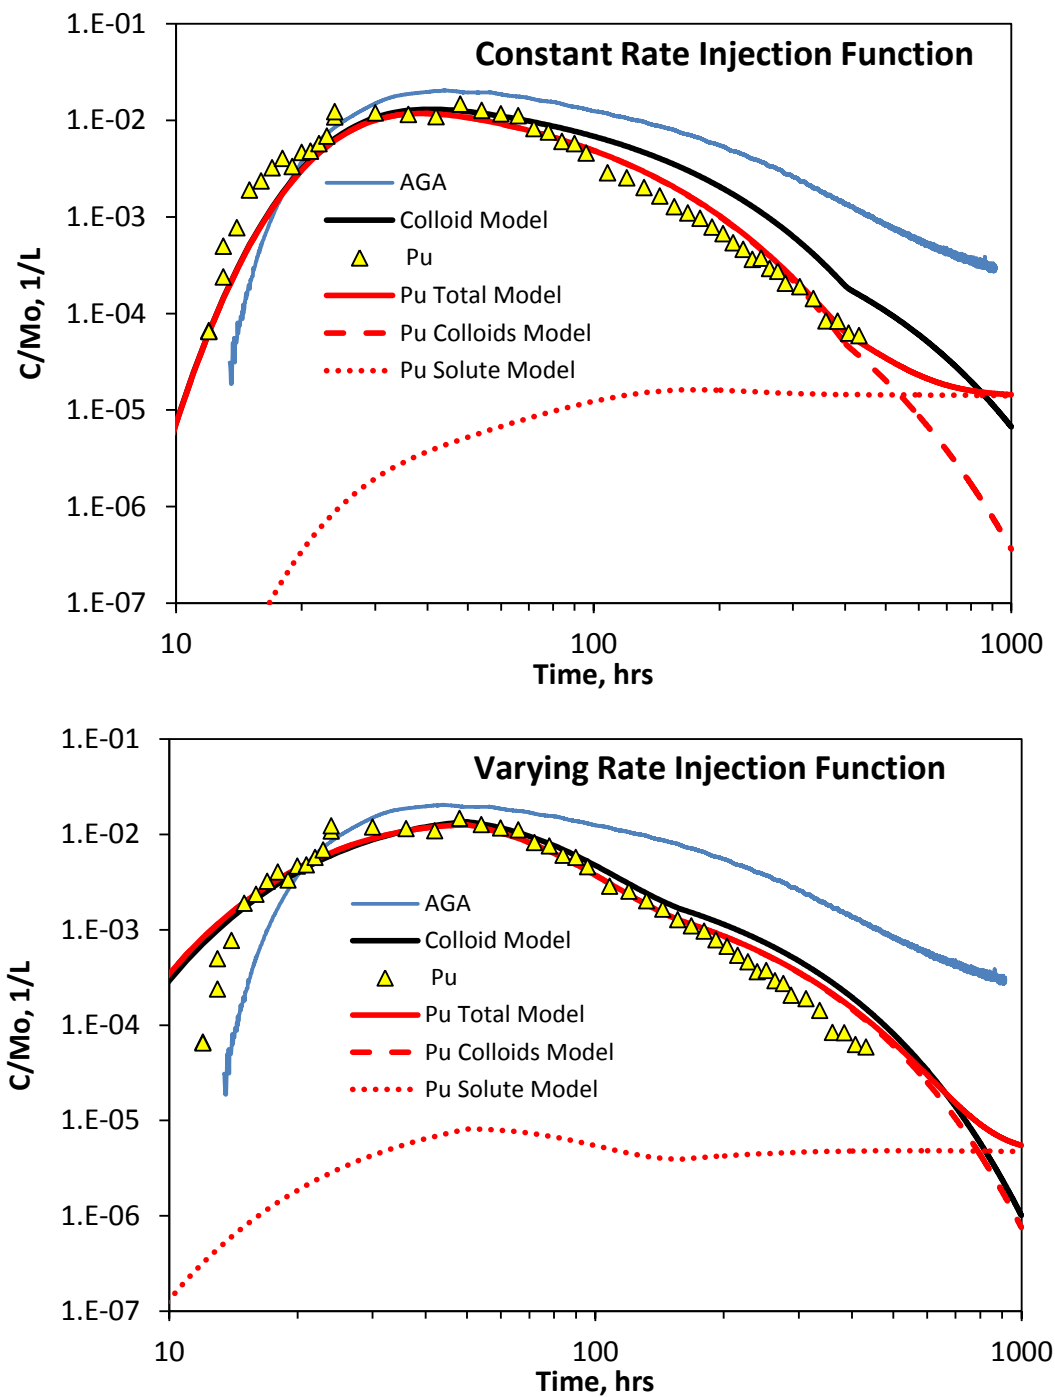 Constant Rate Injection Function
1.E-01
1.E-02
1.E-03
1.E-04
1.E-05
1.E-06
1.E-07
C/Mo, 1/L
AGA
Colloid Model
Pu
Pu Total Model
Pu Colloids Model
Pu Solute Model
10
100
1000
Time, hrs
Varying Rate Injection Function
1.E-01
1.E-02
1.E-03
1.E-04
1.E-05
1.E-06
1.E-07
C/Mo, 1/L
AGA
Colloid Model
Pu
Pu Total Model
Pu Colloids Model
Pu Solute Model
10
100
1000
Time, hrs